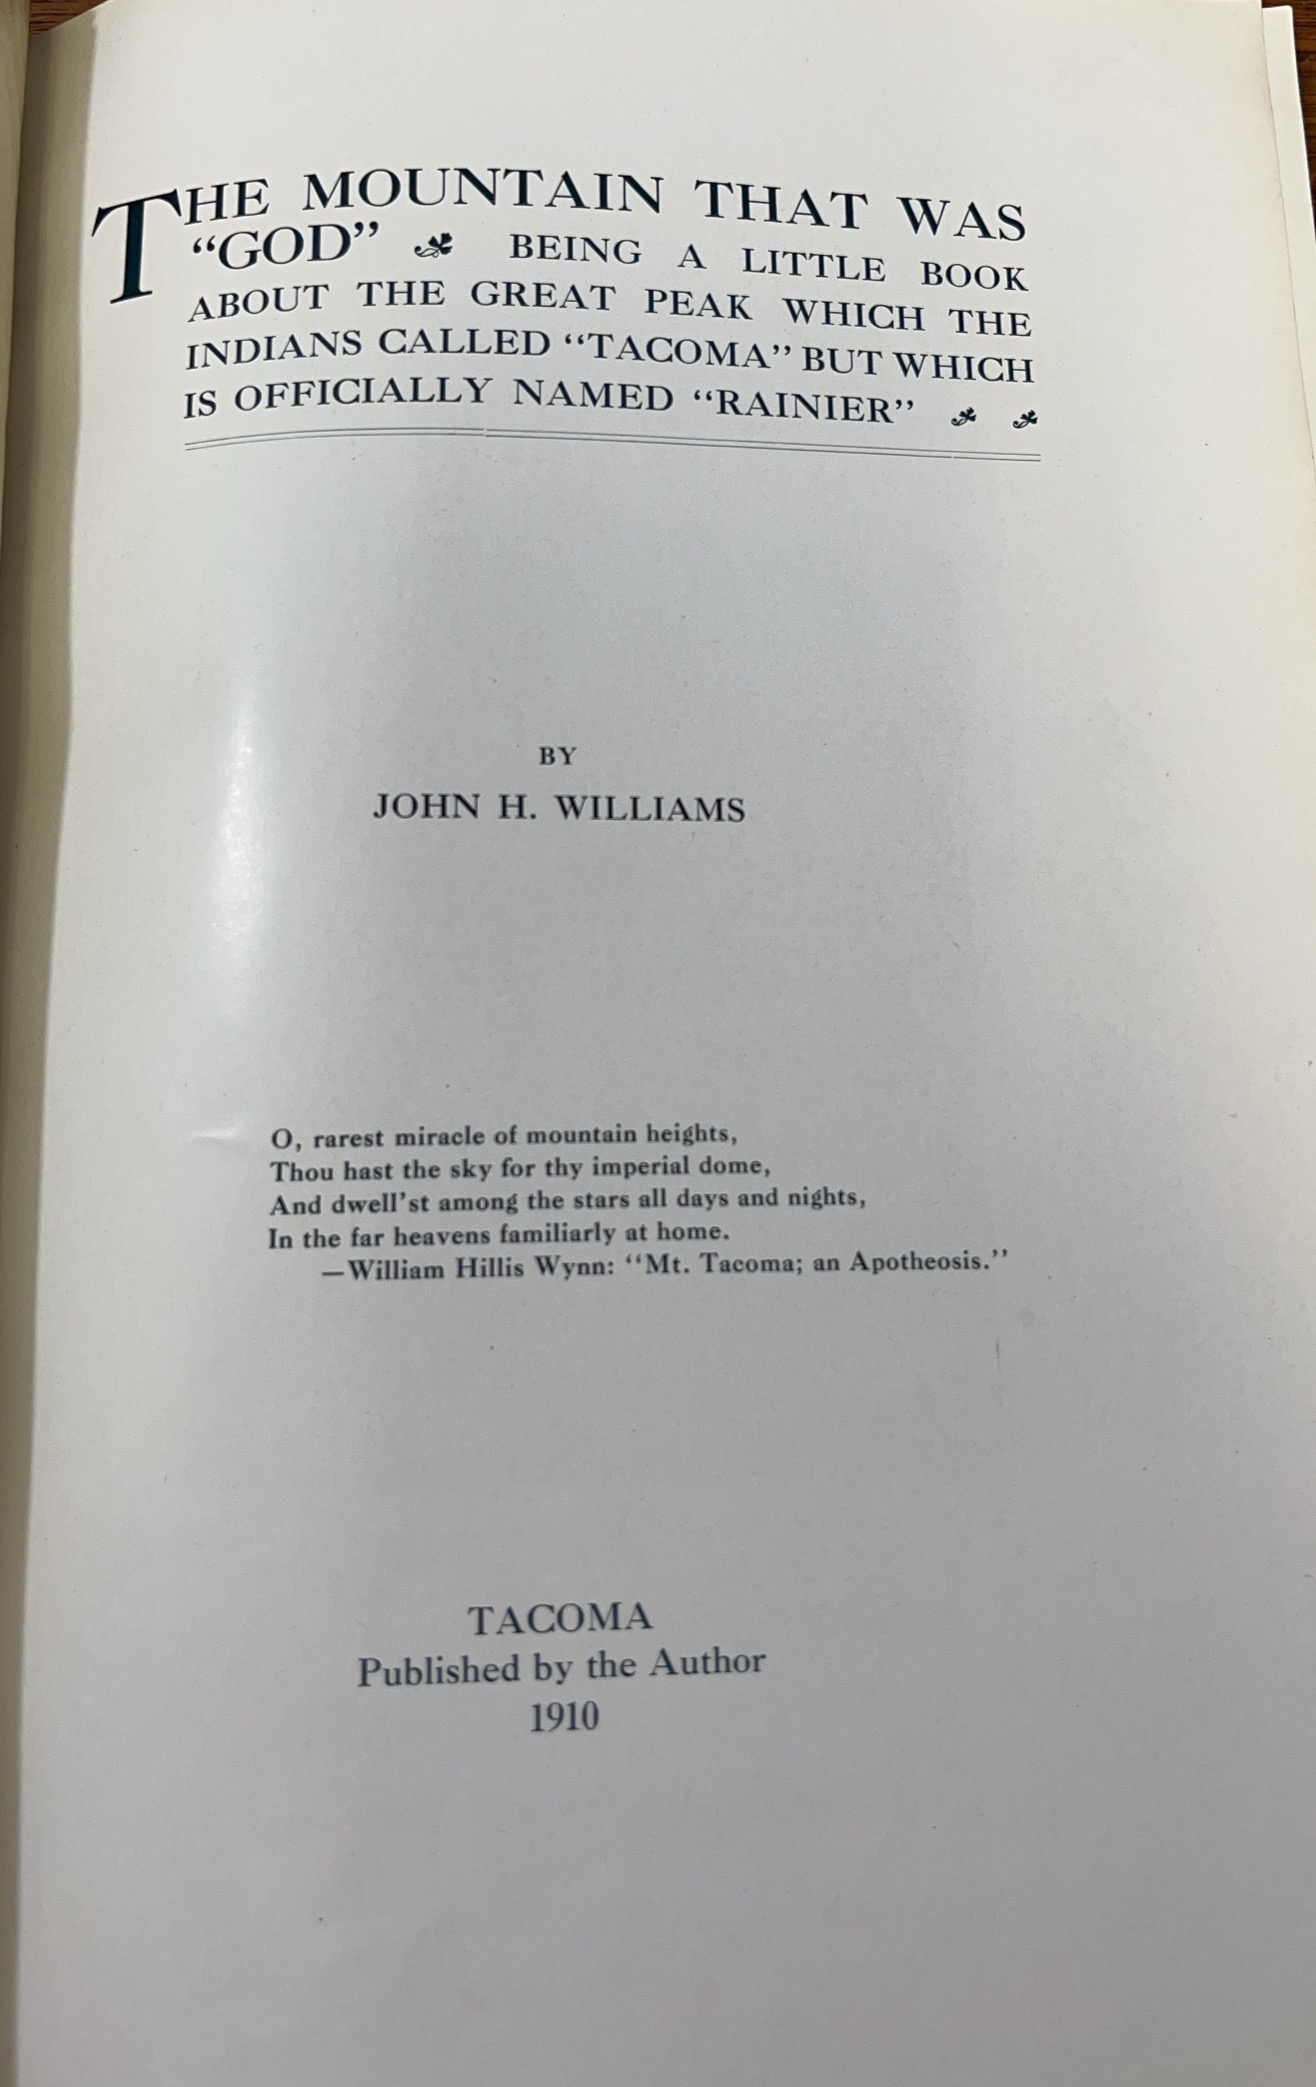 THE MOUNTAIN THAT WAS
“GOD” BEING A LITTLE BOOK
ABOUT THE GREAT PEAK WHICH THE
INDIANS CALLED “TACOMA” BUT WHICH
IS OFFICIALLY NAMED “RAINIER”
BY
JOHN H. WILLIAMS
O, rarest miracle of mountain heights,
Thou hast the sky for thy imperial dome,
And dwell’st among the stars all days and nights,
In the far heavens familiarly at home.
—William Hillis Wynn: “Mt. Tacoma; an Apotheosis.”
TACOMA
Published by the Author
1910